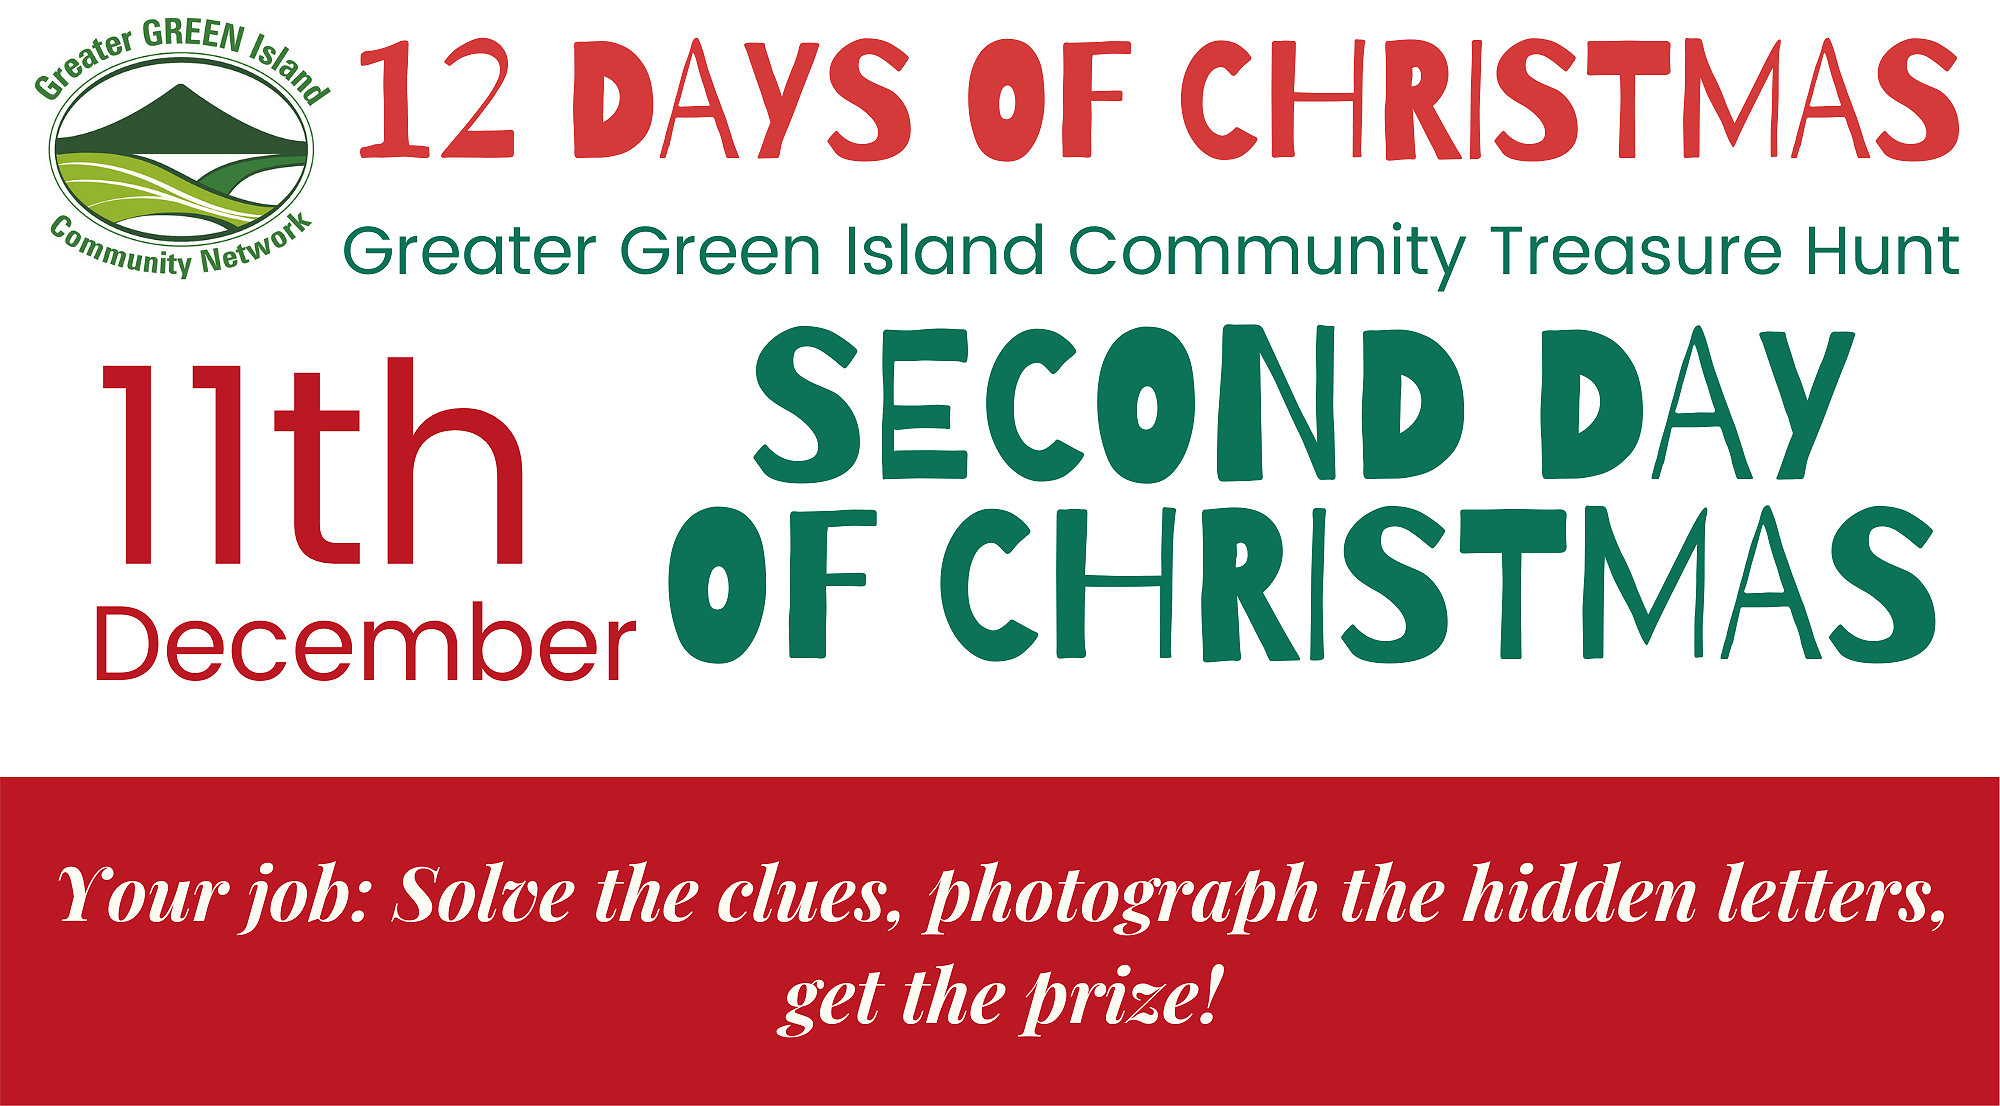 Greater GREEN Island
Community Network
12 DAYS OF CHRISTMAS
Greater Green Island Community Treasure Hunt
11th
December
SECOND DAY
OF CHRISTMAS
Your job: Solve the clues, photograph the hidden letters,
get the prize!